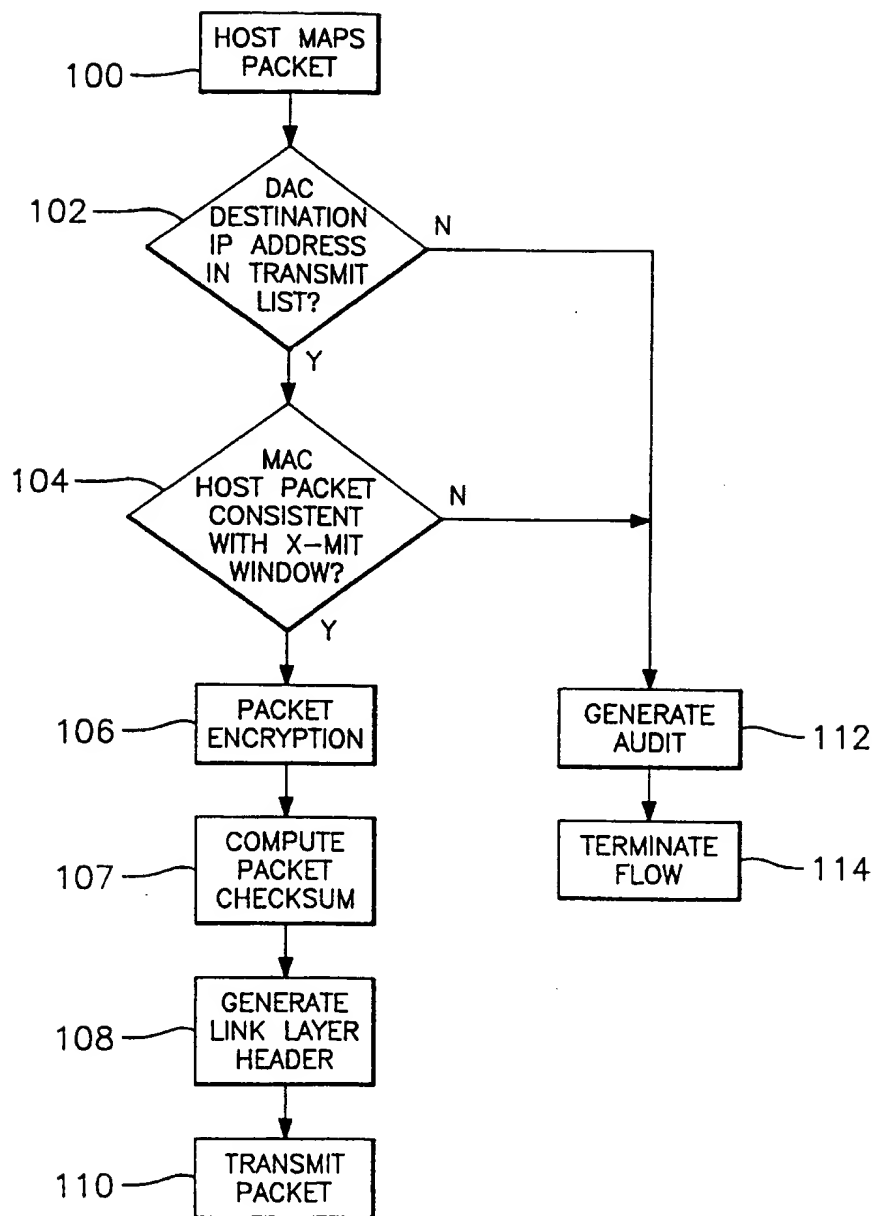 HOST MAPS
PACKET
100
DAC
DESTINATION
IP ADDRESS
IN TRANSMIT
LIST?
102
N
Y
MAC
HOST PACKET
CONSISTENT
WITH X-MIT
WINDOW?
104
N
Y
PACKET
ENCRYPTION
106
GENERATE
AUDIT
112
COMPUTE
PACKET
CHECKSUM
107
TERMINATE
FLOW
114
GENERATE
LINK LAYER
HEADER
108
TRANSMIT
PACKET
110